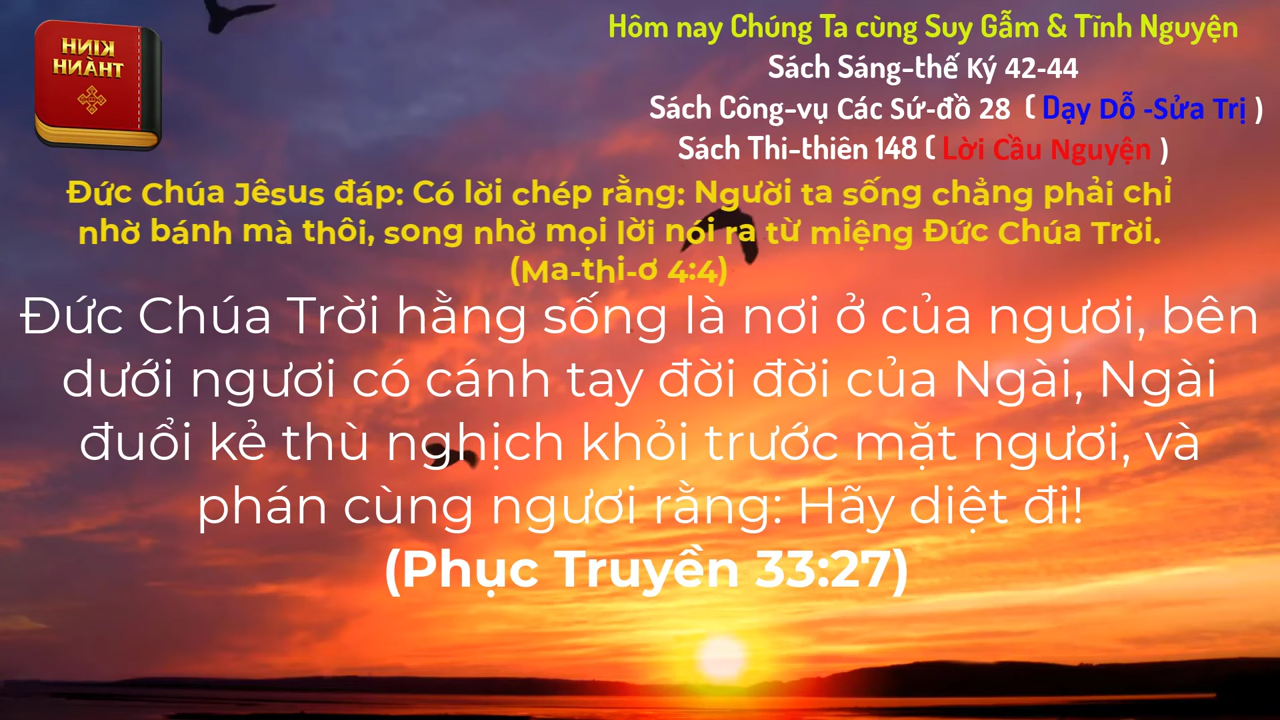 KINH
THÀNH
Hôm nay Chúng Ta cùng Suy Gẫm & Tĩnh Nguyện
Sách Sáng-thế Ký 42-44
Sách Công-vụ Các Sứ-đồ 28 ( Dạy Dỗ -Sửa Trị )
Sách Thi-thiên 148 ( Lời Cầu Nguyện )
Đức Chúa Jêsus đáp: Có lời chép rằng: Người ta sống chẳng phải chỉ
nhờ bánh mà thôi, song nhờ mọi lời nói ra từ miệng Đức Chúa Trời.
(Ma-thi-ơ 4:4)
Đức Chúa Trời hằng sống là nơi ở của ngươi, bên
dưới ngươi có cánh tay đời đời của Ngài, Ngài
đuổi kẻ thù nghịch khỏi trước mặt ngươi, và
phán cùng ngươi rằng: Hãy diệt đi!
(Phục Truyền 33:27)